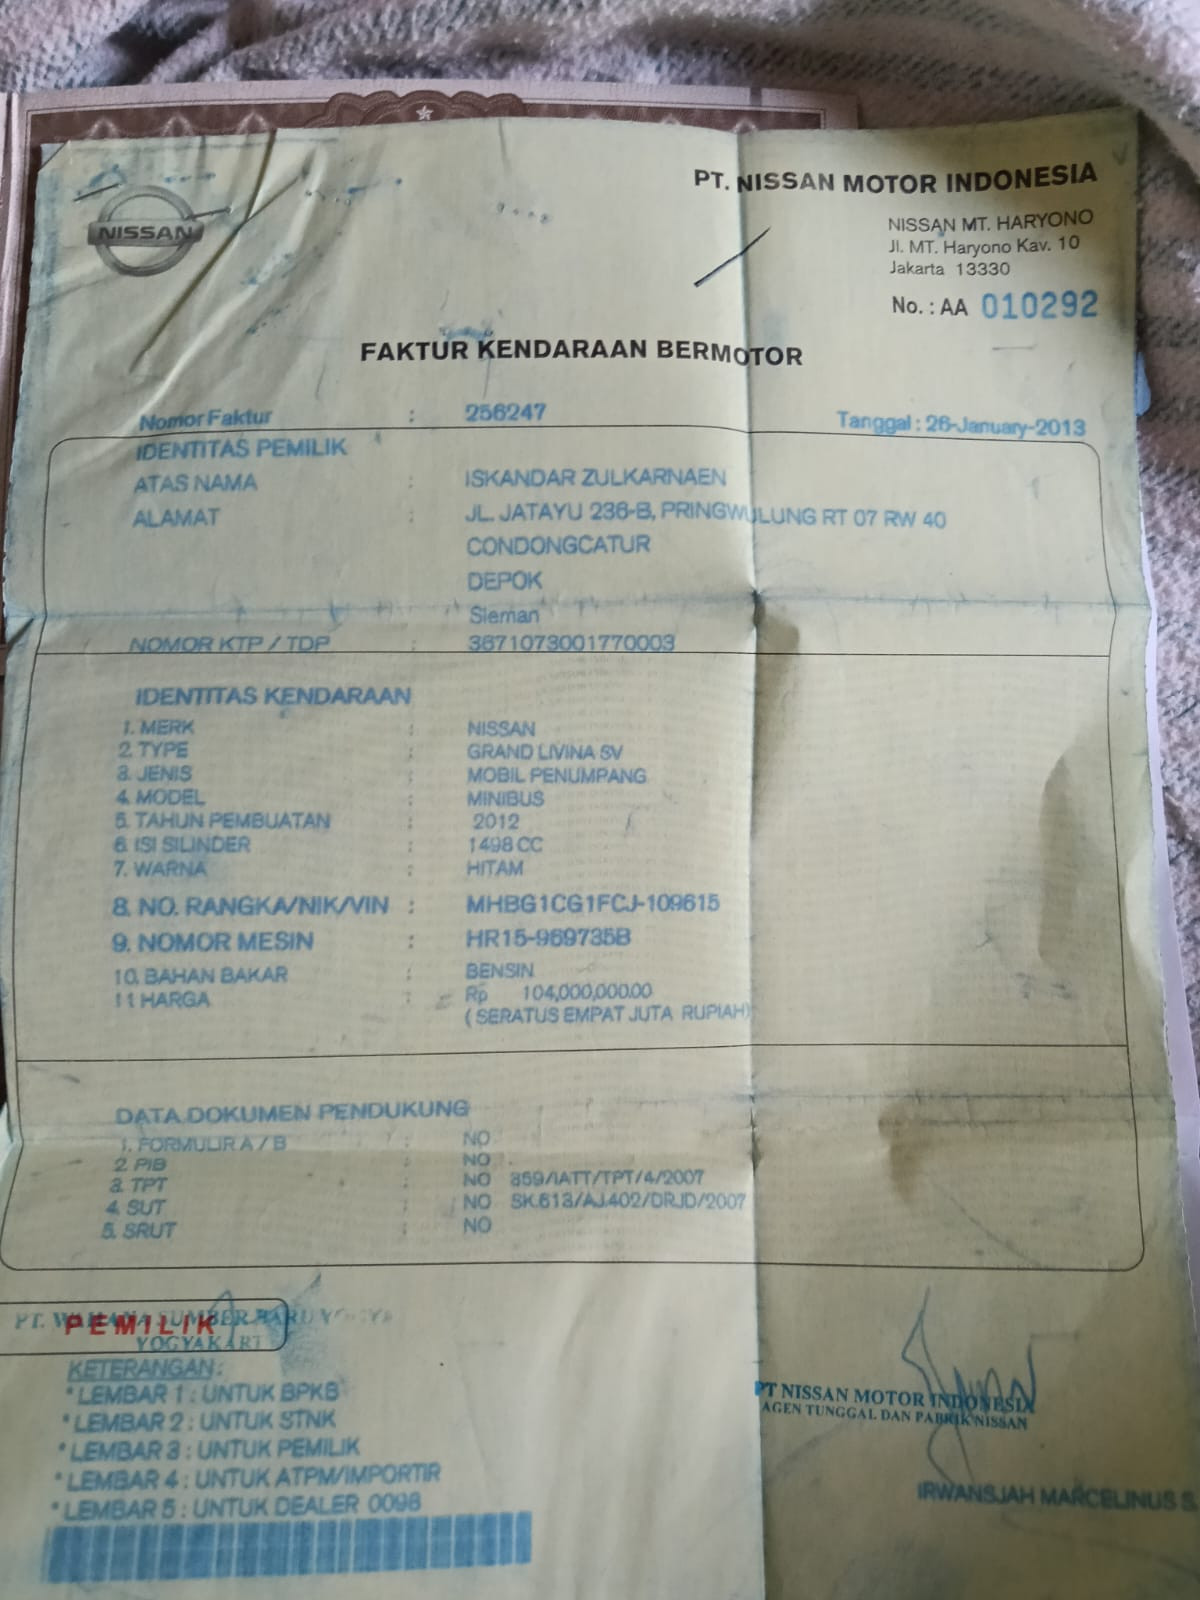 NISSAN
PT. NISSAN MOTOR INDONESIA
NISSAN MT. HARYONO
Jl. MT. Haryono Kav. 10
Jakarta 13330
No. : AA 010292
FAKTUR KENDARAAN BERMOTOR
Nomor Faktur : 256247 Tanggal : 26-January-2013
IDENTITAS PEMILIK
ATAS NAMA : ISKANDAR ZULKARNAEN
ALAMAT : JL. JATAYU 236-B, PRINGWULUNG RT 07 RW 40
CONDONGCATUR
DEPOK
Sleman
NOMOR KTP / TDP : 3671073001770003
IDENTITAS KENDARAAN
1. MERK : NISSAN
2. TYPE : GRAND LIVINA SV
3. JENIS : MOBIL PENUMPANG
4. MODEL : MINIBUS
5. TAHUN PEMBUATAN : 2012
6. ISI SILINDER : 1498 CC
7. WARNA : HITAM
8. NO. RANGKA/NIK/VIN : MHBG1CG1FCJ-109615
9. NOMOR MESIN : HR15-969735B
10. BAHAN BAKAR : BENSIN
11 HARGA : Rp 104,000,000.00
( SERATUS EMPAT JUTA RUPIAH)
DATA DOKUMEN PENDUKUNG
1. FORMULIR A / B : NO
2. PIB : NO
3. TPT : NO 859/IATT/TPT/4/2007
4. SUT : NO SK.613/AJ.402/DRJD/2007
5. SRUT : NO
PT. WAHANA SUMBER BARU
PEMILIK
KETERANGAN :
* LEMBAR 1 : UNTUK BPKB
* LEMBAR 2 : UNTUK STNK
* LEMBAR 3 : UNTUK PEMILIK
* LEMBAR 4 : UNTUK ATPM/IMPORTIR
* LEMBAR 5 : UNTUK DEALER 0098
PT NISSAN MOTOR INDONESIA
AGEN TUNGGAL DAN PABRIK NISSAN
IRWANSJAH MARCELINUS S